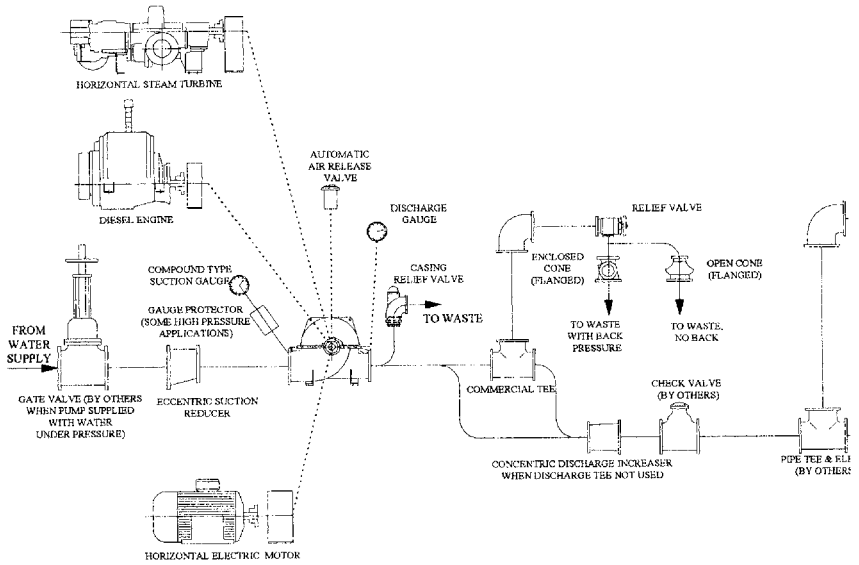 HORIZONTAL STEAM TURBINE
AUTOMATIC
AIR RELEASE
VALVE
DIESEL ENGINE
DISCHARGE
GAUGE
RELIEF VALVE
COMPOUND TYPE
SUCTION GAUGE
CASING
RELIEF VALVE
ENCLOSED
CONE
(FLANGED)
OPEN CONE
(FLANGED)
GAUGE PROTECTOR
(SOME HIGH PRESSURE
APPLICATIONS)
TO WASTE
FROM
WATER
SUPPLY
TO WASTE
WITH BACK
PRESSURE
TO WASTE,
NO BACK
GATE VALVE (BY OTHERS
WHEN PUMP SUPPLIED
WITH WATER
UNDER PRESSURE)
ECCENTRIC SUCTION
REDUCER
COMMERCIAL TEE
CHECK VALVE
(BY OTHERS)
CONCENTRIC DISCHARGE INCREASER
WHEN DISCHARGE TEE NOT USED
PIPE TEE & EL
(BY OTHERS
HORIZONTAL ELECTRIC MOTOR